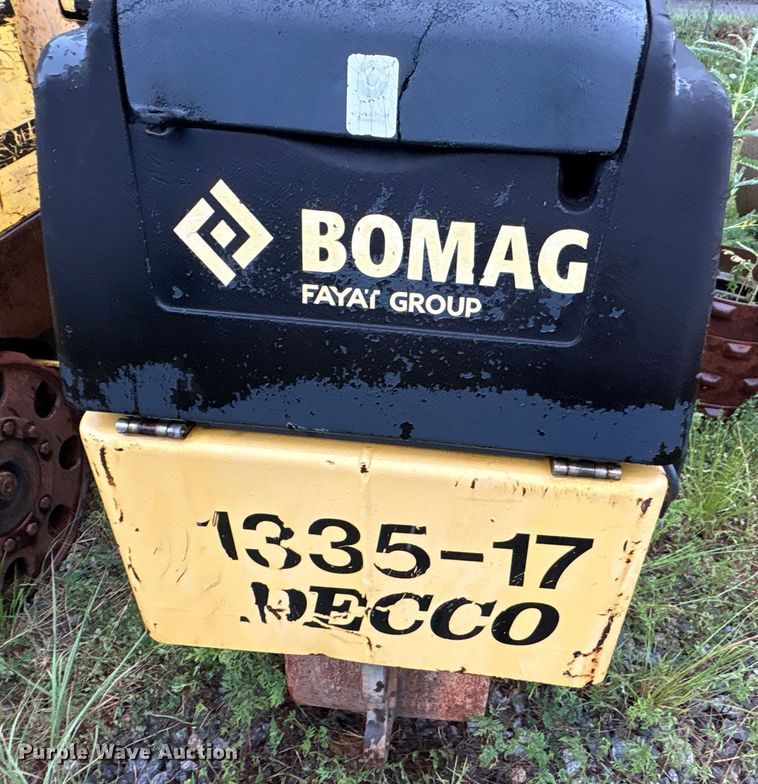 BOMAG
FAYAT GROUP
1335-17
DECCO
Purple Wave Auction